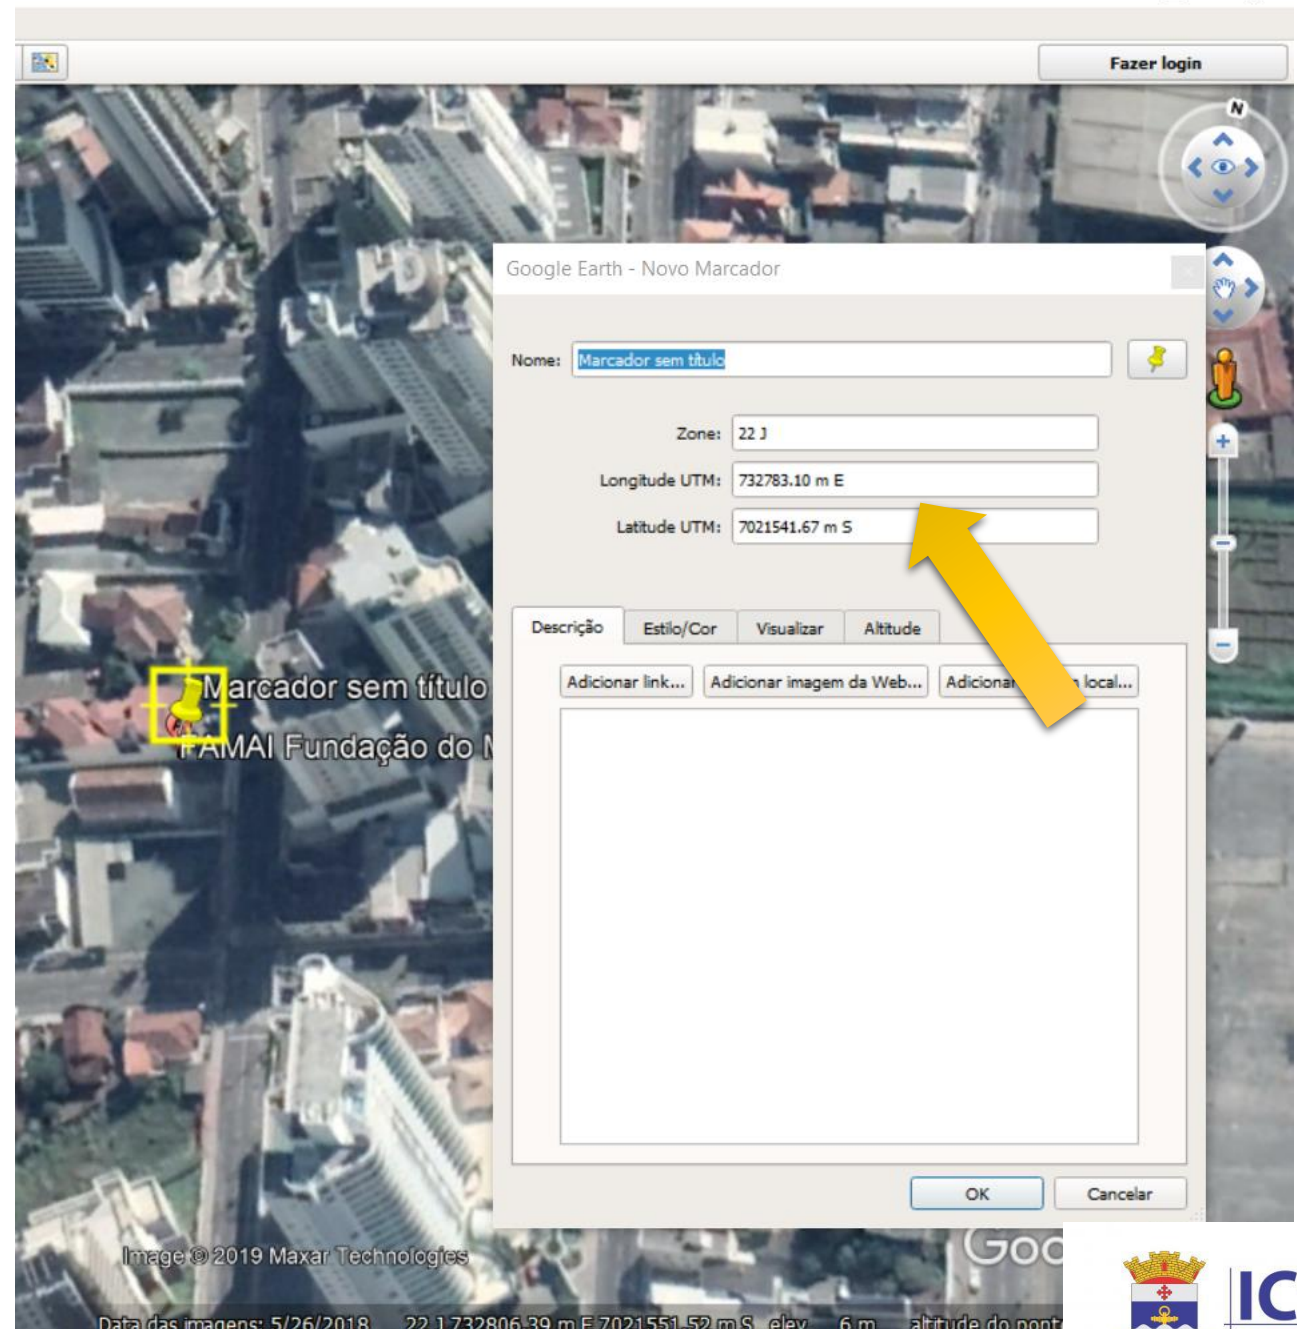 Fazer login
N
Google Earth - Novo Marcador
Nome: Marcador sem título
Zone: 22 J
Longitude UTM: 732783.10 m E
Latitude UTM: 7021541.67 m S
Descrição Estilo/Cor Visualizar Altitude
Adicionar link... Adicionar imagem da Web... Adicionar local...
Marcador sem título
FAMAI Fundação do
OK Cancelar
Image © 2019 Maxar Technologies
Goo
IC
Data das imagens: 5/26/2018 22 J 732806.39 m E 7021551.52 m S elev 6 m altitude do pont